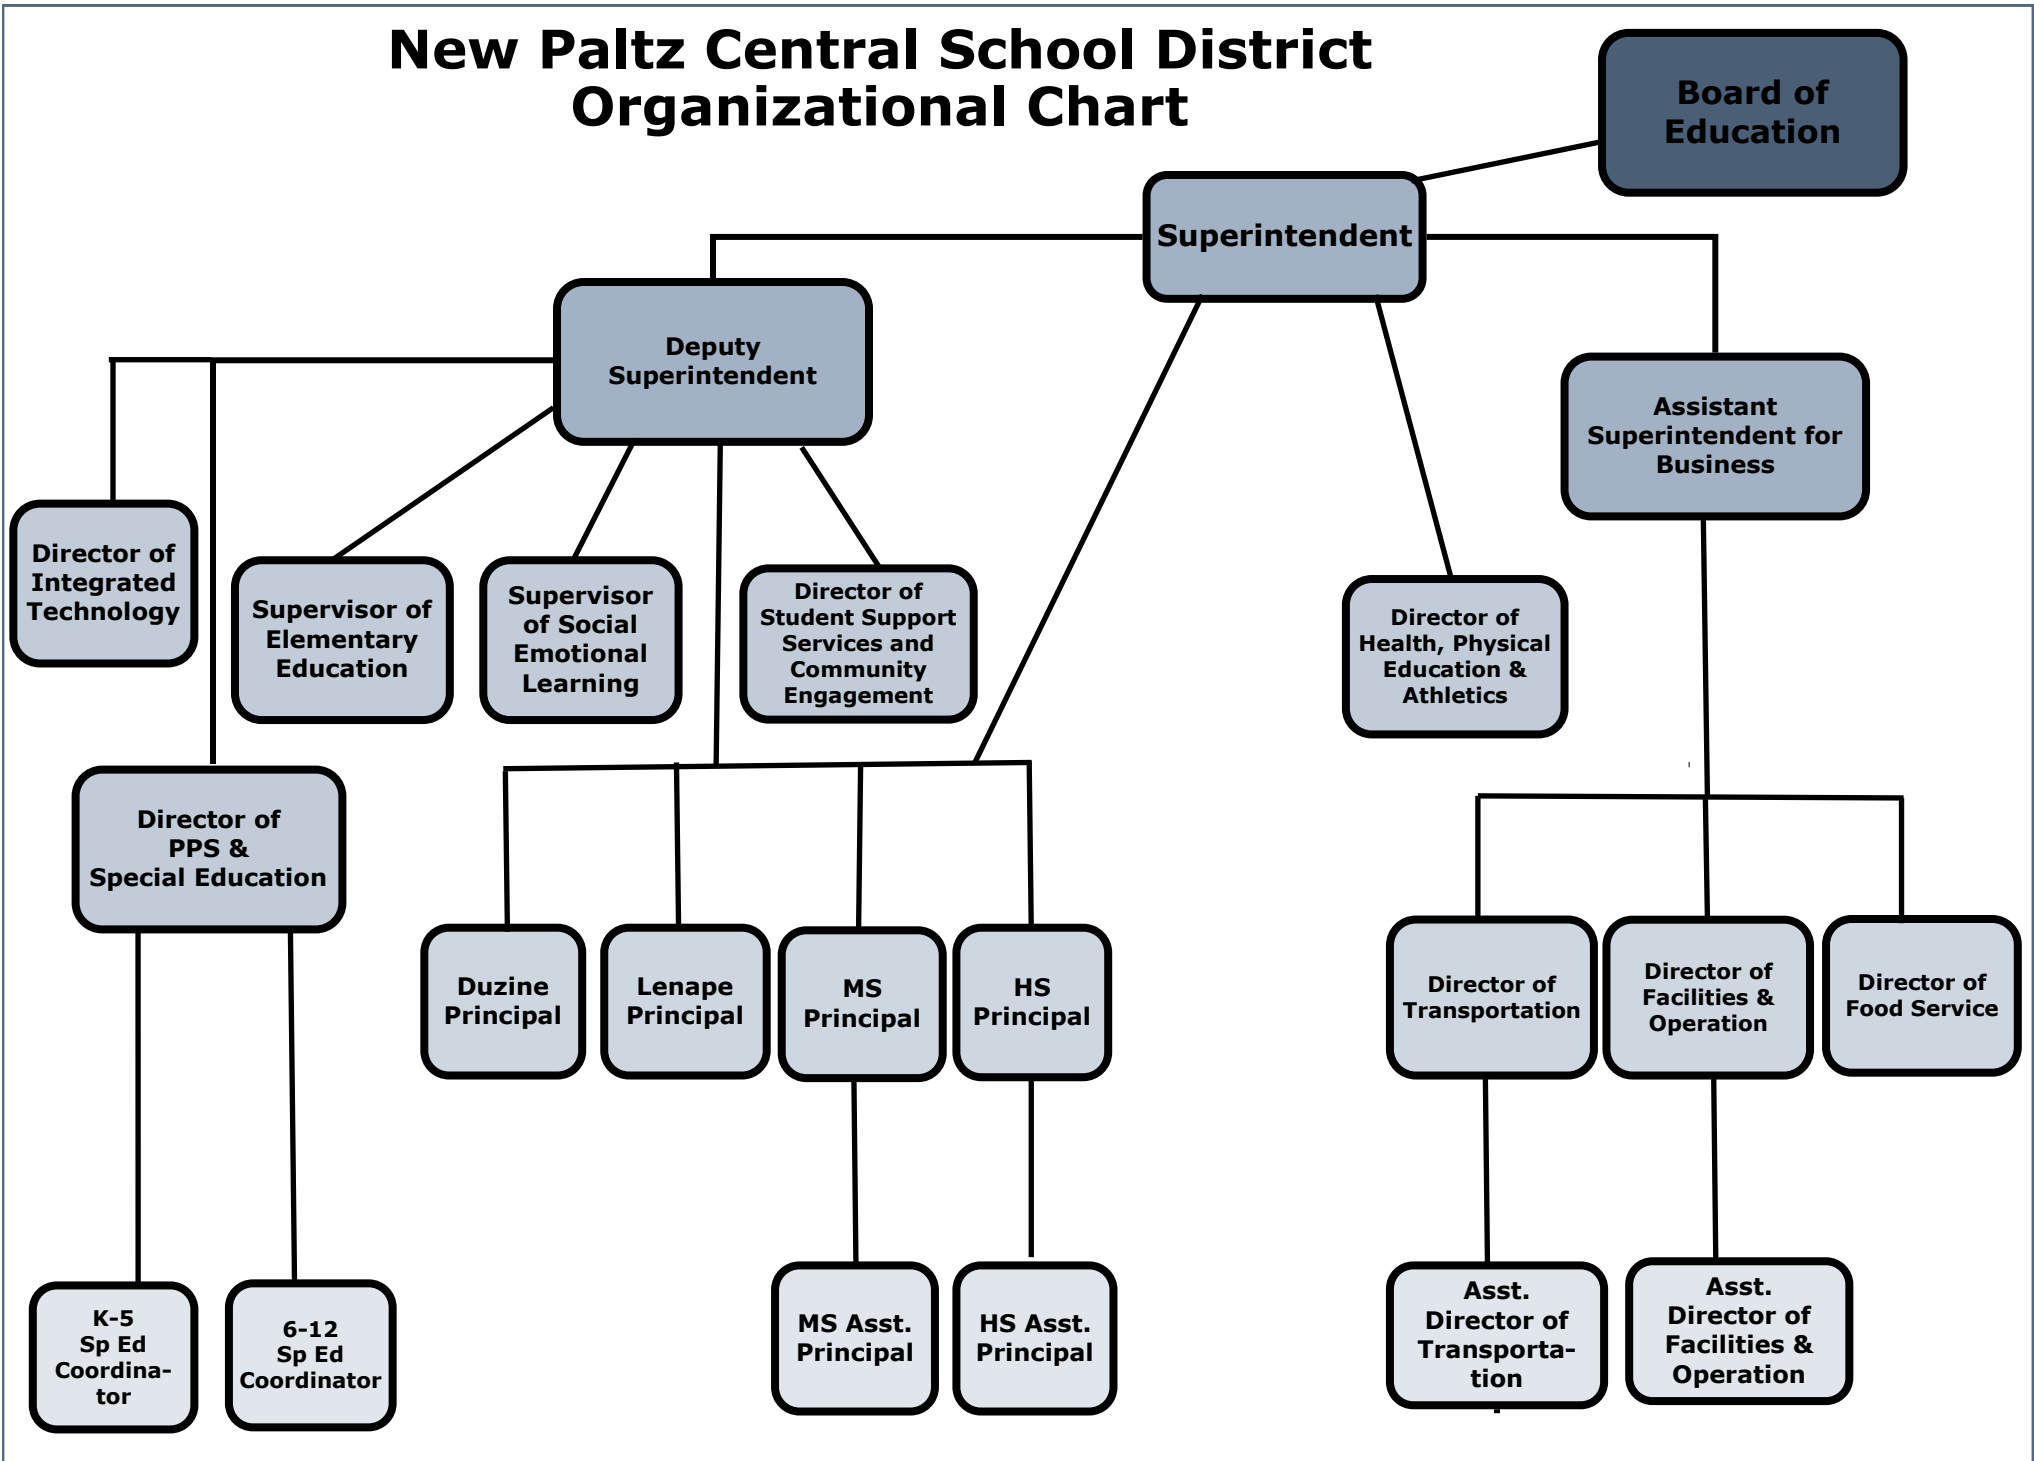 New Paltz Central School District
Organizational Chart
Board of
Education
Superintendent
Deputy
Superintendent
Assistant
Superintendent for
Business
Director of
Integrated
Technology
Supervisor of
Elementary
Education
Supervisor
of Social
Emotional
Learning
Director of
Student Support
Services and
Community
Engagement
Director of
Health, Physical
Education &
Athletics
Director of
PPS &
Special Education
Duzine
Principal
Lenape
Principal
MS
Principal
HS
Principal
Director of
Transportation
Director of
Facilities &
Operation
Director of
Food Service
K-5
Sp Ed
Coordina-
tor
6-12
Sp Ed
Coordinator
MS Asst.
Principal
HS Asst.
Principal
Asst.
Director of
Transporta-
tion
Asst.
Director of
Facilities &
Operation